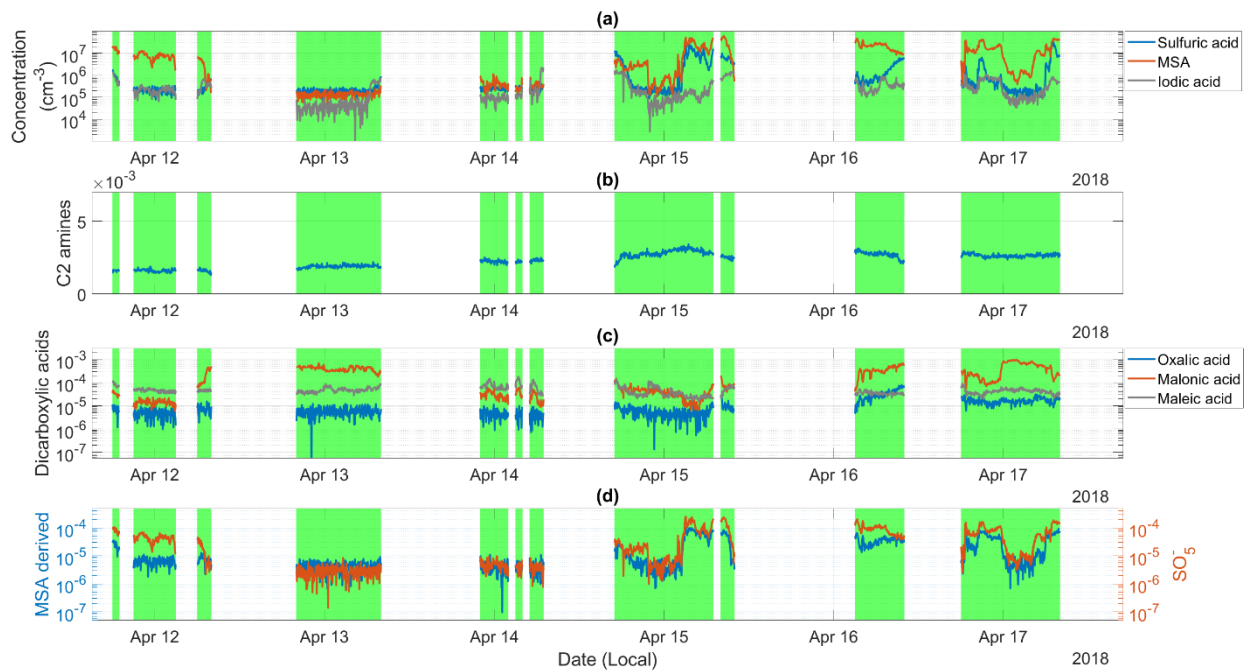 (a)
Concentration
(cm⁻³)
10⁷
10⁶
10⁵
10⁴
Sulfuric acid
MSA
Iodic acid
Apr 12 Apr 13 Apr 14 Apr 15 Apr 16 Apr 17
2018
(b)
×10⁻³
C2 amines
5
0
Apr 12 Apr 13 Apr 14 Apr 15 Apr 16 Apr 17
2018
(c)
Dicarboxylic acids
10⁻³
10⁻⁴
10⁻⁵
10⁻⁶
10⁻⁷
Oxalic acid
Malonic acid
Maleic acid
Apr 12 Apr 13 Apr 14 Apr 15 Apr 16 Apr 17
2018
(d)
MSA derived
10⁻⁴
10⁻⁵
10⁻⁶
10⁻⁷
10⁻⁴
10⁻⁵
10⁻⁶
10⁻⁷
SO₅⁻
Apr 12 Apr 13 Apr 14 Apr 15 Apr 16 Apr 17
Date (Local)
2018